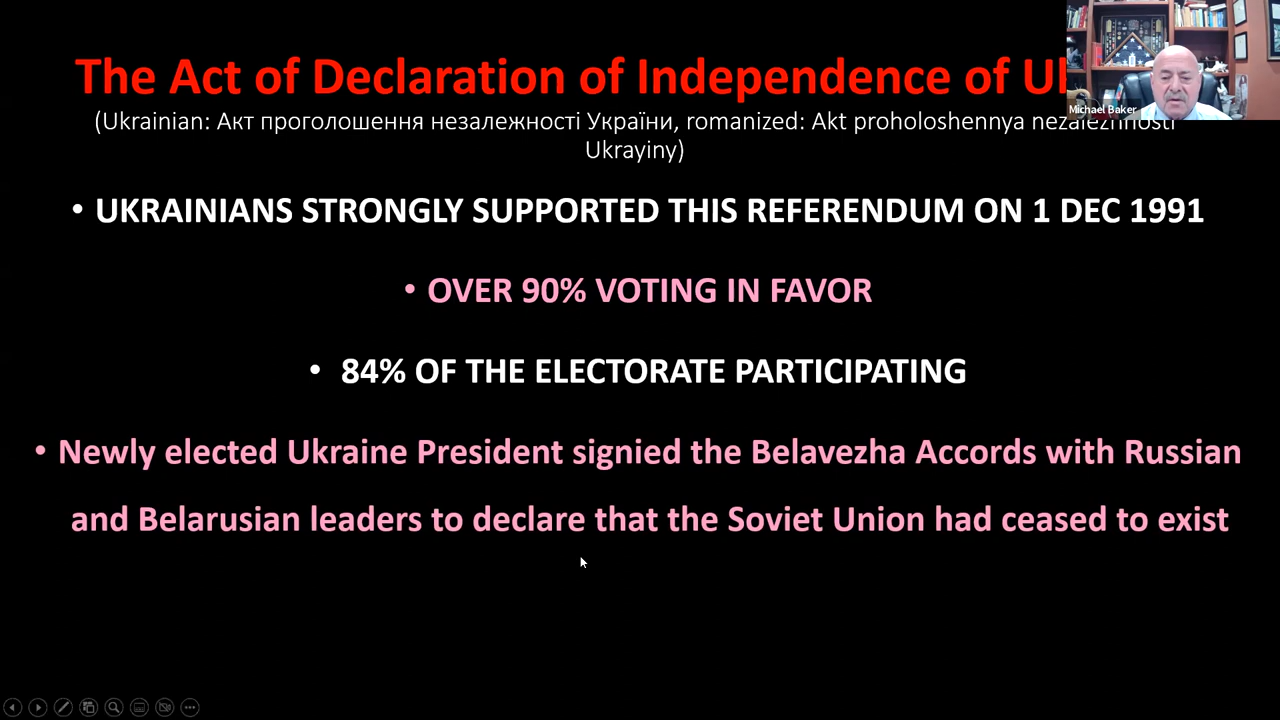 The Act of Declaration of Independence of
Michael Baker
(Ukrainian: Акт проголошення незалежності України, romanized: Akt proholoshennya nezalezhnosti
Ukrayiny)
• UKRAINIANS STRONGLY SUPPORTED THIS REFERENDUM ON 1 DEC 1991
• OVER 90% VOTING IN FAVOR
• 84% OF THE ELECTORATE PARTICIPATING
• Newly elected Ukraine President signied the Belavezha Accords with Russian
and Belarusian leaders to declare that the Soviet Union had ceased to exist